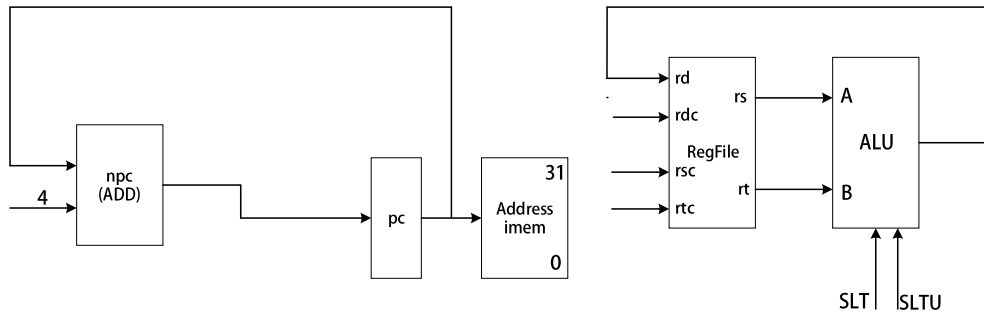 npc
(ADD)
4
pc
31
Address
imem
0
rd
rdc
rsc
rtc
rs
RegFile
rt
A
ALU
B
SLT
SLTU